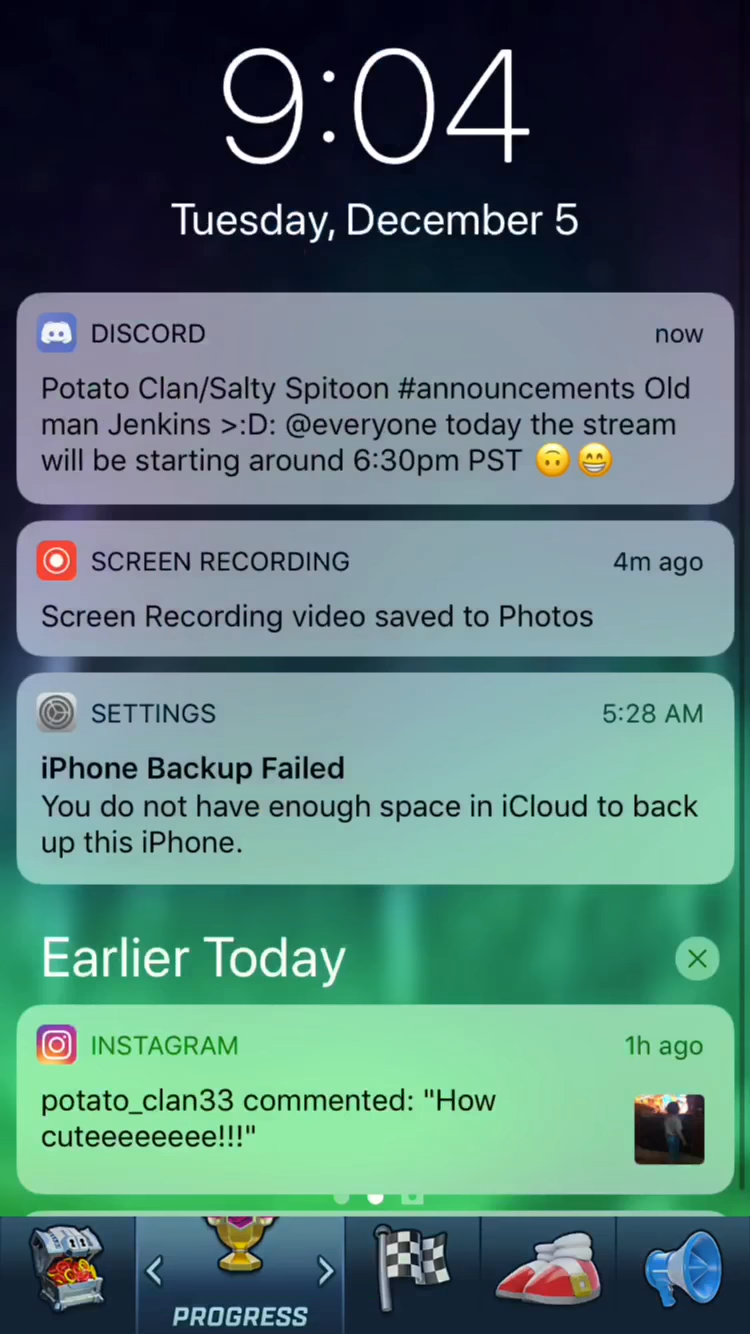 9:04
Tuesday, December 5
DISCORD now
Potato Clan/Salty Spitoon #announcements Old
man Jenkins >:D: @everyone today the stream
will be starting around 6:30pm PST 🙃😁
SCREEN RECORDING 4m ago
Screen Recording video saved to Photos
SETTINGS 5:28 AM
iPhone Backup Failed
You do not have enough space in iCloud to back
up this iPhone.
Earlier Today
INSTAGRAM 1h ago
potato_clan33 commented: "How
cuteeeeeeee!!!"
PROGRESS